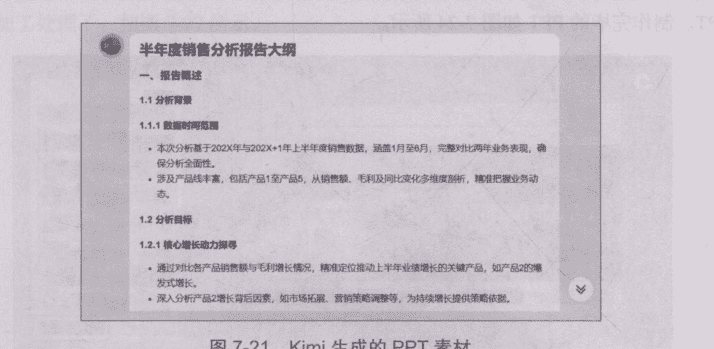 半年度销售分析报告大纲
一、报告概述
1.1 分析背景
1.1.1 数据时间范围
• 本次分析基于202X年与202X+1年上半年度销售数据，涵盖1月至6月，完整对比两年业务表现，确
保分析全面性。
• 涉及产品线丰富，包括产品1至产品5，从销售额、毛利及同比变化多维度剖析，精准把握业务动
态。
1.2 分析目标
1.2.1 核心增长动力探寻
• 通过对比各产品销售额与毛利增长情况，精准定位推动上半年业绩增长的关键产品，如产品2的爆
发式增长。
• 深入分析产品2增长背后因素，如市场拓展、营销策略调整等，为持续增长提供策略依据。
图 7-21 Kimi 生成的 PPT 素材